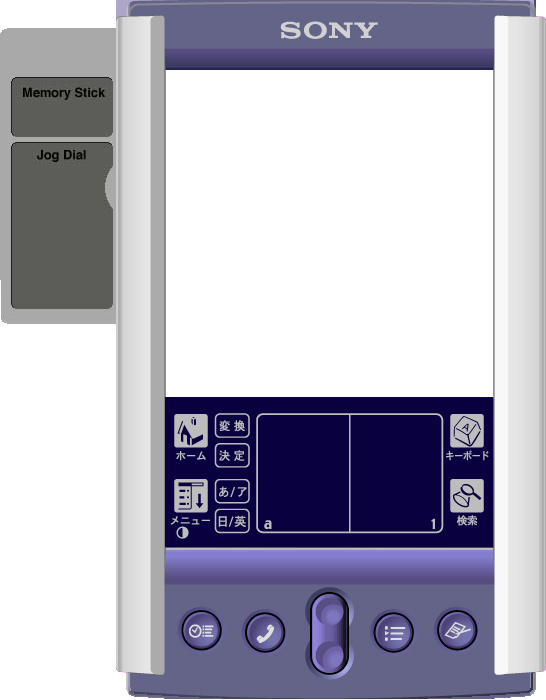 SONY
Memory Stick
Jog Dial
ホーム
変換
決定
キーボード
メニュー
あ/ア
日/英
a
1
検索